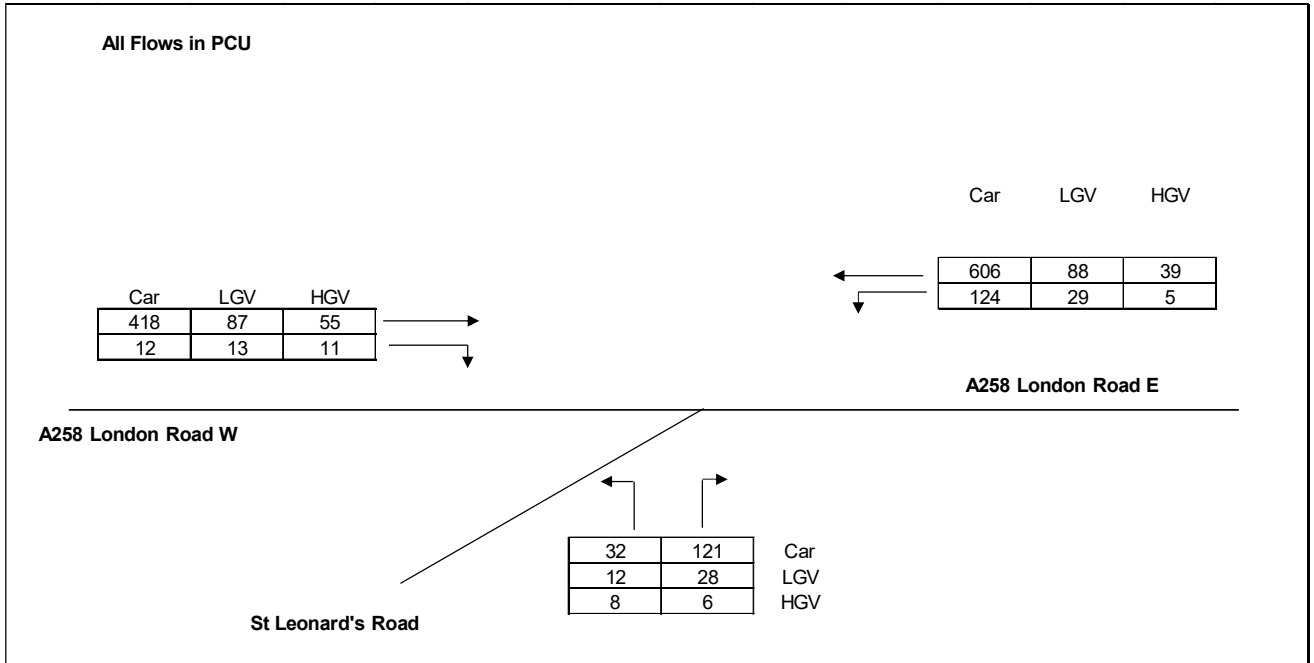 All Flows in PCU
Car LGV HGV
606 88 39
124 29 5
Car LGV HGV
418 87 55
12 13 11
A258 London Road E
A258 London Road W
32 121 Car
12 28 LGV
8 6 HGV
St Leonard's Road